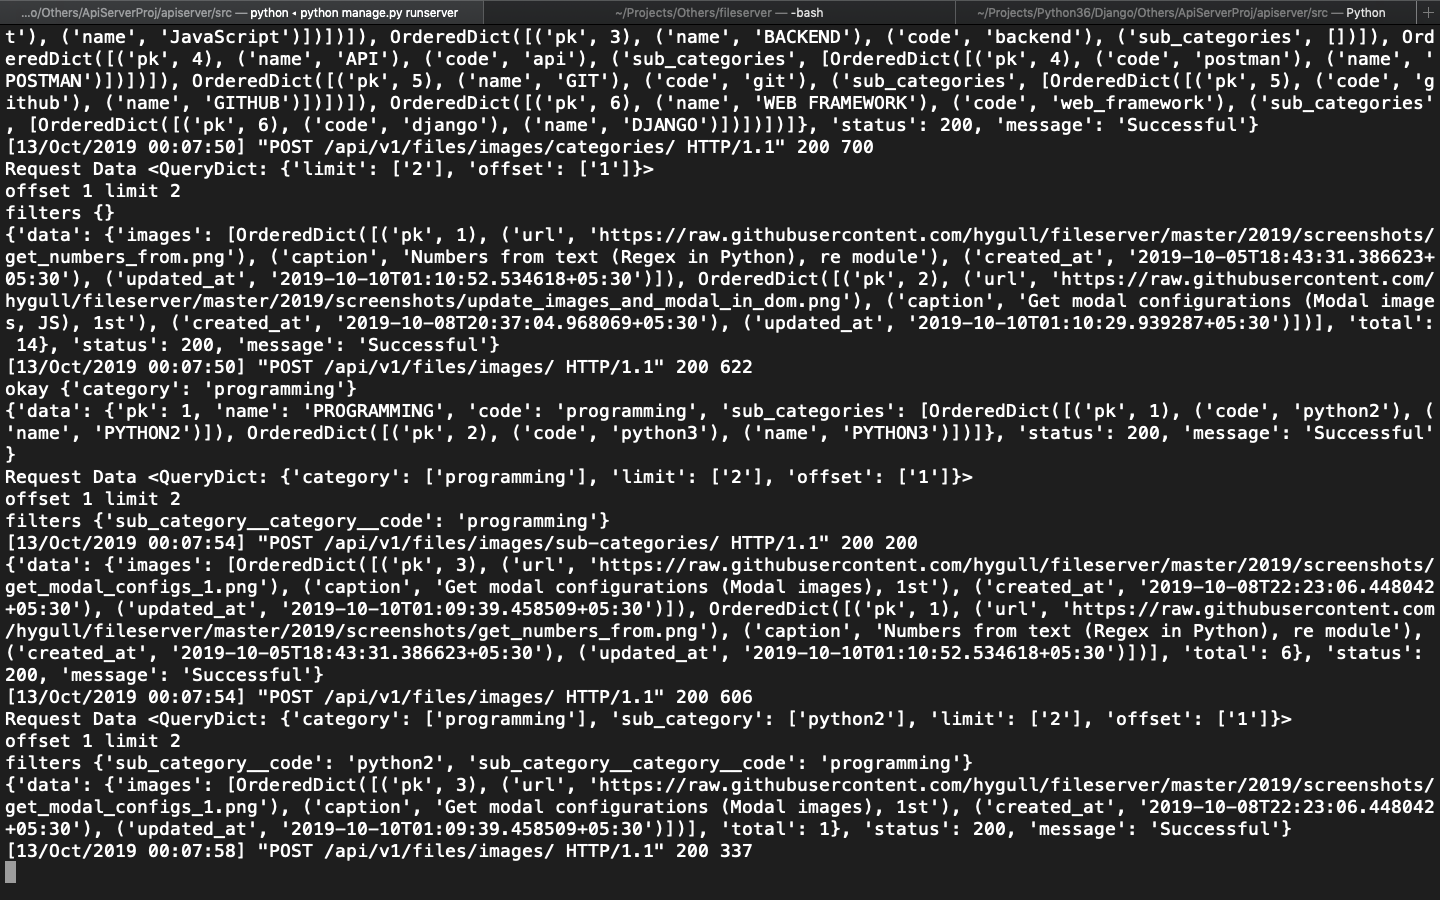 ...o/Others/ApiServerProj/apiserver/src — python ◂ python manage.py runserver
~/Projects/Others/fileserver — -bash
~/Projects/Python36/Django/Others/ApiServerProj/apiserver/src — Python
+
t'), ('name', 'JavaScript')])])]), OrderedDict([('pk', 3), ('name', 'BACKEND'), ('code', 'backend'), ('sub_categories', [])]), Ord
eredDict([('pk', 4), ('name', 'API'), ('code', 'api'), ('sub_categories', [OrderedDict([('pk', 4), ('code', 'postman'), ('name', '
POSTMAN')])])]), OrderedDict([('pk', 5), ('name', 'GIT'), ('code', 'git'), ('sub_categories', [OrderedDict([('pk', 5), ('code', 'g
ithub'), ('name', 'GITHUB')])])]), OrderedDict([('pk', 6), ('name', 'WEB FRAMEWORK'), ('code', 'web_framework'), ('sub_categories'
, [OrderedDict([('pk', 6), ('code', 'django'), ('name', 'DJANGO')])])])]}, 'status': 200, 'message': 'Successful'}
[13/Oct/2019 00:07:50] "POST /api/v1/files/images/categories/ HTTP/1.1" 200 700
Request Data <QueryDict: {'limit': ['2'], 'offset': ['1']}>
offset 1 limit 2
filters {}
{'data': {'images': [OrderedDict([('pk', 1), ('url', 'https://raw.githubusercontent.com/hygull/fileserver/master/2019/screenshots/
get_numbers_from.png'), ('caption', 'Numbers from text (Regex in Python), re module'), ('created_at', '2019-10-05T18:43:31.386623+
05:30'), ('updated_at', '2019-10-10T01:10:52.534618+05:30')]), OrderedDict([('pk', 2), ('url', 'https://raw.githubusercontent.com/
hygull/fileserver/master/2019/screenshots/update_images_and_modal_in_dom.png'), ('caption', 'Get modal configurations (Modal image
s, JS), 1st'), ('created_at', '2019-10-08T20:37:04.968069+05:30'), ('updated_at', '2019-10-10T01:10:29.939287+05:30')])], 'total':
 14}, 'status': 200, 'message': 'Successful'}
[13/Oct/2019 00:07:50] "POST /api/v1/files/images/ HTTP/1.1" 200 622
okay {'category': 'programming'}
{'data': {'pk': 1, 'name': 'PROGRAMMING', 'code': 'programming', 'sub_categories': [OrderedDict([('pk', 1), ('code', 'python2'), (
'name', 'PYTHON2')]), OrderedDict([('pk', 2), ('code', 'python3'), ('name', 'PYTHON3')])]}, 'status': 200, 'message': 'Successful'
}
Request Data <QueryDict: {'category': ['programming'], 'limit': ['2'], 'offset': ['1']}>
offset 1 limit 2
filters {'sub_category__category__code': 'programming'}
[13/Oct/2019 00:07:54] "POST /api/v1/files/images/sub-categories/ HTTP/1.1" 200 200
{'data': {'images': [OrderedDict([('pk', 3), ('url', 'https://raw.githubusercontent.com/hygull/fileserver/master/2019/screenshots/
get_modal_configs_1.png'), ('caption', 'Get modal configurations (Modal images), 1st'), ('created_at', '2019-10-08T22:23:06.448042
+05:30'), ('updated_at', '2019-10-10T01:09:39.458509+05:30')]), OrderedDict([('pk', 1), ('url', 'https://raw.githubusercontent.com
/hygull/fileserver/master/2019/screenshots/get_numbers_from.png'), ('caption', 'Numbers from text (Regex in Python), re module'),
('created_at', '2019-10-05T18:43:31.386623+05:30'), ('updated_at', '2019-10-10T01:10:52.534618+05:30')])], 'total': 6}, 'status':
200, 'message': 'Successful'}
[13/Oct/2019 00:07:54] "POST /api/v1/files/images/ HTTP/1.1" 200 606
Request Data <QueryDict: {'category': ['programming'], 'sub_category': ['python2'], 'limit': ['2'], 'offset': ['1']}>
offset 1 limit 2
filters {'sub_category__code': 'python2', 'sub_category__category__code': 'programming'}
{'data': {'images': [OrderedDict([('pk', 3), ('url', 'https://raw.githubusercontent.com/hygull/fileserver/master/2019/screenshots/
get_modal_configs_1.png'), ('caption', 'Get modal configurations (Modal images), 1st'), ('created_at', '2019-10-08T22:23:06.448042
+05:30'), ('updated_at', '2019-10-10T01:09:39.458509+05:30')])], 'total': 1}, 'status': 200, 'message': 'Successful'}
[13/Oct/2019 00:07:58] "POST /api/v1/files/images/ HTTP/1.1" 200 337